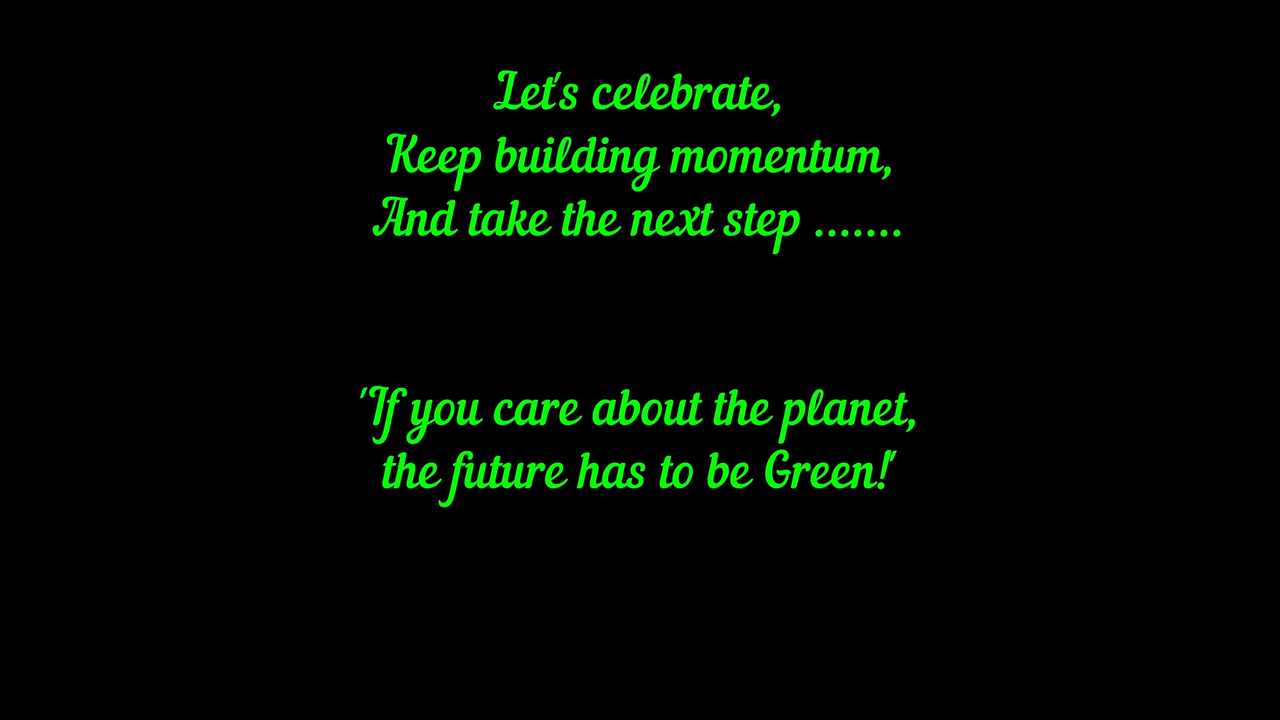 Let's celebrate,
Keep building momentum,
And take the next step .......
'If you care about the planet,
the future has to be Green!'